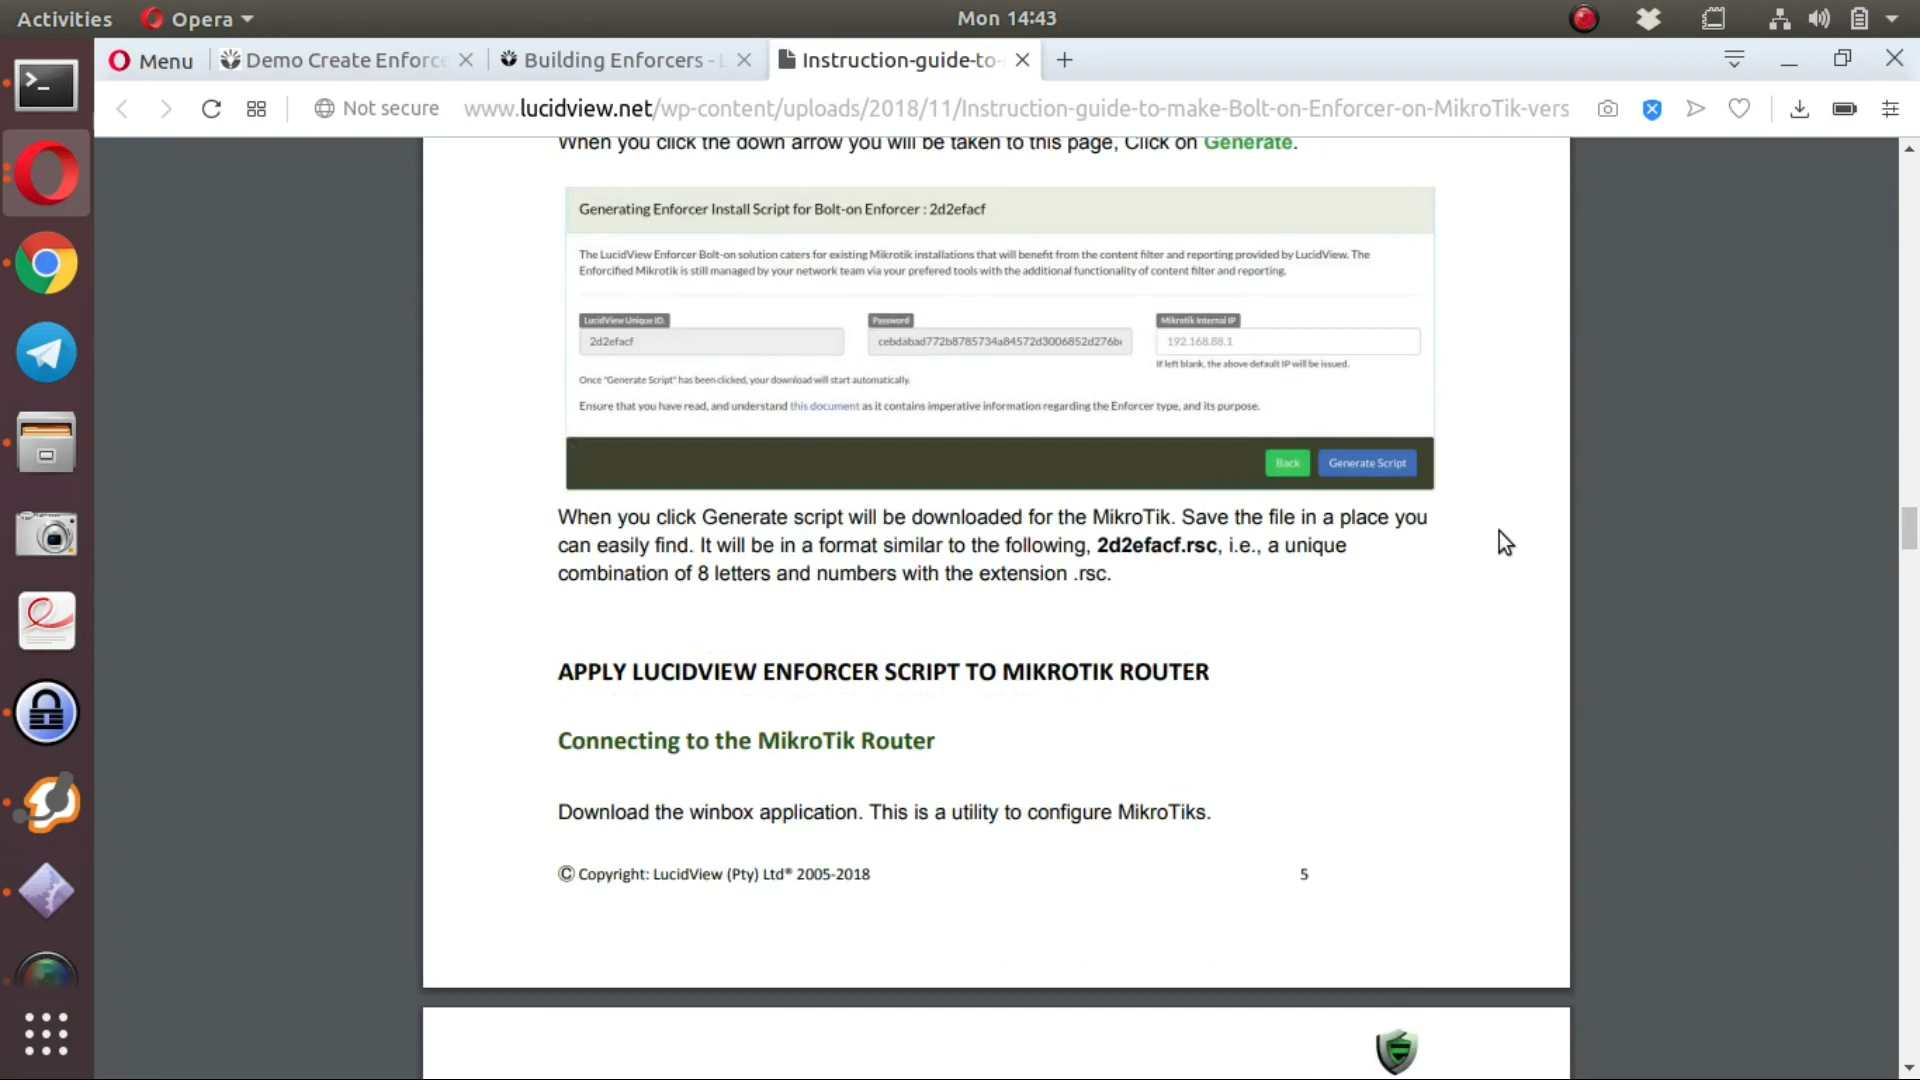 Activities
Opera
Mon 14:43
Menu
Demo Create Enforce
Building Enforcers - L
Instruction-guide-to-
Not secure
www.lucidview.net/wp-content/uploads/2018/11/Instruction-guide-to-make-Bolt-on-Enforcer-on-MikroTik-vers
When you click the down arrow you will be taken to this page, Click on Generate.
Generating Enforcer Install Script for Bolt-on Enforcer : 2d2efacf
The LucidView Enforcer Bolt-on solution caters for existing Mikrotik installations that will benefit from the content filter and reporting provided by LucidView. The
Enforcified Mikrotik is still managed by your network team via your prefered tools with the additional functionality of content filter and reporting.
LucidView Unique ID.
Password
Mikrotik Internal IP
2d2efacf
cebdabad772b8785734a84572d3006852d276b
192.168.88.1
If left blank, the above default IP will be issued.
Once "Generate Script" has been clicked, your download will start automatically.
Ensure that you have read, and understand this document as it contains imperative information regarding the Enforcer type, and its purpose.
Back
Generate Script
When you click Generate script will be downloaded for the MikroTik. Save the file in a place you
can easily find. It will be in a format similar to the following, 2d2efacf.rsc, i.e., a unique
combination of 8 letters and numbers with the extension .rsc.
APPLY LUCIDVIEW ENFORCER SCRIPT TO MIKROTIK ROUTER
Connecting to the MikroTik Router
Download the winbox application. This is a utility to configure MikroTiks.
© Copyright: LucidView (Pty) Ltd® 2005-2018
5